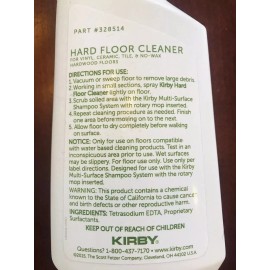 PART #328514
HARD FLOOR CLEANER
FOR VINYL, CERAMIC, TILE, & NO-WAX
HARDWOOD FLOORS
DIRECTIONS FOR USE:
1. Vacuum or sweep floor to remove large debris.
2. Working in small sections, spray Kirby Hard
Floor Cleaner lightly on floor.
3. Scrub soiled area with the Kirby Multi-Surface
Shampoo System with rotary mop inserted.
4. Repeat cleaning procedure as needed. Finish
one area before moving on to next.
5. Allow floor to dry completely before walking
on surface.
NOTICE: Only for use on floors compatible
with water based cleaning products. Test in an
inconspicuous area prior to use. Wet surfaces
may be slippery. For floor use only. Use only per
label directions. Designed for use with the Kirby
Multi-Surface Shampoo System with the rotary
mop inserted.
WARNING: This product contains a chemical
known to the State of California to cause cancer
and birth defects or other reproductive harm.
INGREDIENTS: Tetrasodium EDTA, Proprietary
Surfactants.
KEEP OUT OF REACH OF CHILDREN
KIRBY
Questions? 1-800-437-7170 • www.kirby.com
©2015, The Scott Fetzer Company, Cleveland, OH 44102 USA